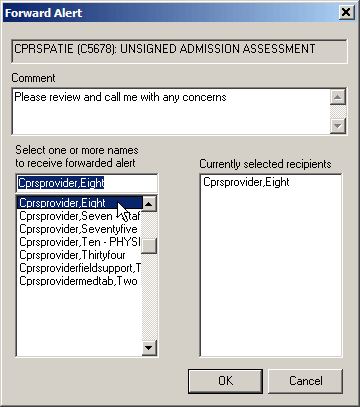 Forward Alert
CPRSPATIE (C5678): UNSIGNED ADMISSION ASSESSMENT
Comment
Please review and call me with any concerns
Select one or more names
to receive forwarded alert
Currently selected recipients
Cprsprovider,Eight
Cprsprovider,Eight
Cprsprovider,Eight
Cprsprovider,Seven
Cprsprovider,Seventyfive
Cprsprovider,Ten - PHYSI
Cprsprovider,Thirtyfour
Cprsproviderfieldsupport,T
Cprsprovidermedtab,Two
OK
Cancel